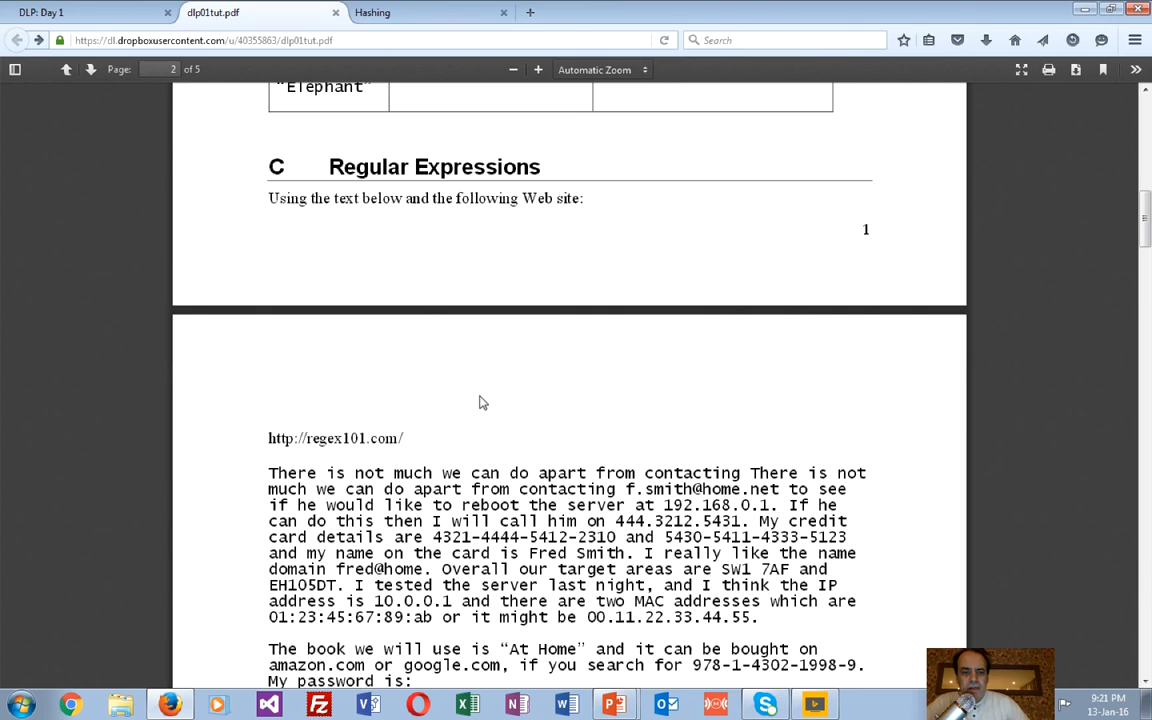 DLP: Day 1
dlp01tut.pdf
Hashing
https://dl.dropboxusercontent.com/u/40355863/dlp01tut.pdf
Search
Page: 2 of 5
Automatic Zoom
"Elephant"
C Regular Expressions
Using the text below and the following Web site:
1
http://regex101.com/
There is not much we can do apart from contacting There is not
much we can do apart from contacting f.smith@home.net to see
if he would like to reboot the server at 192.168.0.1. If he
can do this then I will call him on 444.3212.5431. My credit
card details are 4321-4444-5412-2310 and 5430-5411-4333-5123
and my name on the card is Fred Smith. I really like the name
domain fred@home. Overall our target areas are SW1 7AF and
EH105DT. I tested the server last night, and I think the IP
address is 10.0.0.1 and there are two MAC addresses which are
01:23:45:67:89:ab or it might be 00.11.22.33.44.55.
The book we will use is “At Home” and it can be bought on
amazon.com or google.com, if you search for 978-1-4302-1998-9.
My password is:
9:21 PM
13-Jan-16